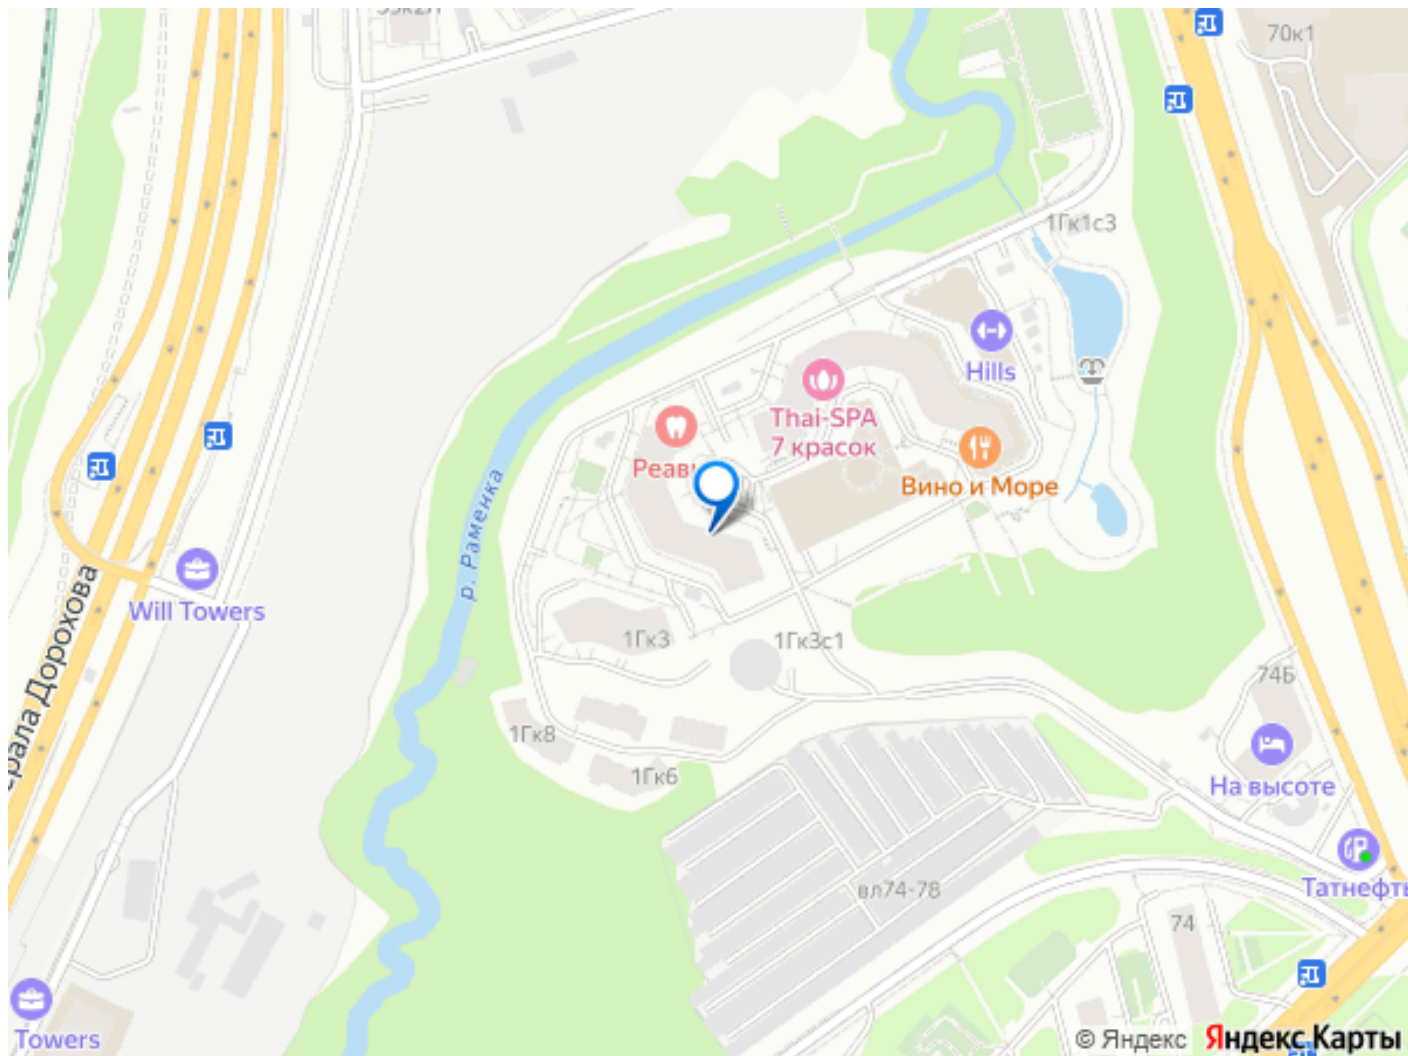 70к1
1Гк1с3
Hills
Thai-SPA
7 красок
Вино и Море
р. Раменка
Will Towers
1Гк3
1Гк3с1
74Б
1Гк8
1Гк6
На высоте
вл74-78
Татнефть
74
Towers
© Яндекс Яндекс Карты